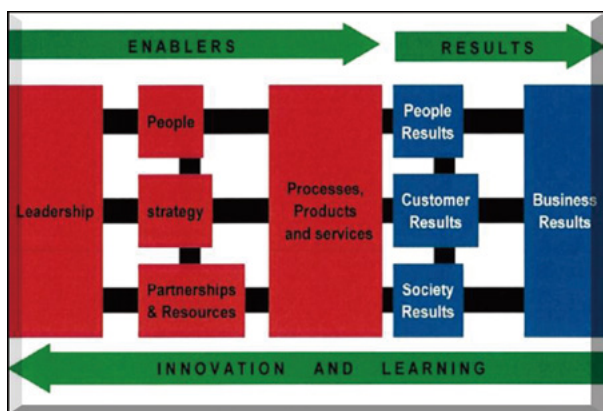 ENABLERS
RESULTS
Leadership
People
strategy
Partnerships
& Resources
Processes,
Products
and services
People
Results
Customer
Results
Society
Results
Business
Results
INNOVATION AND LEARNING